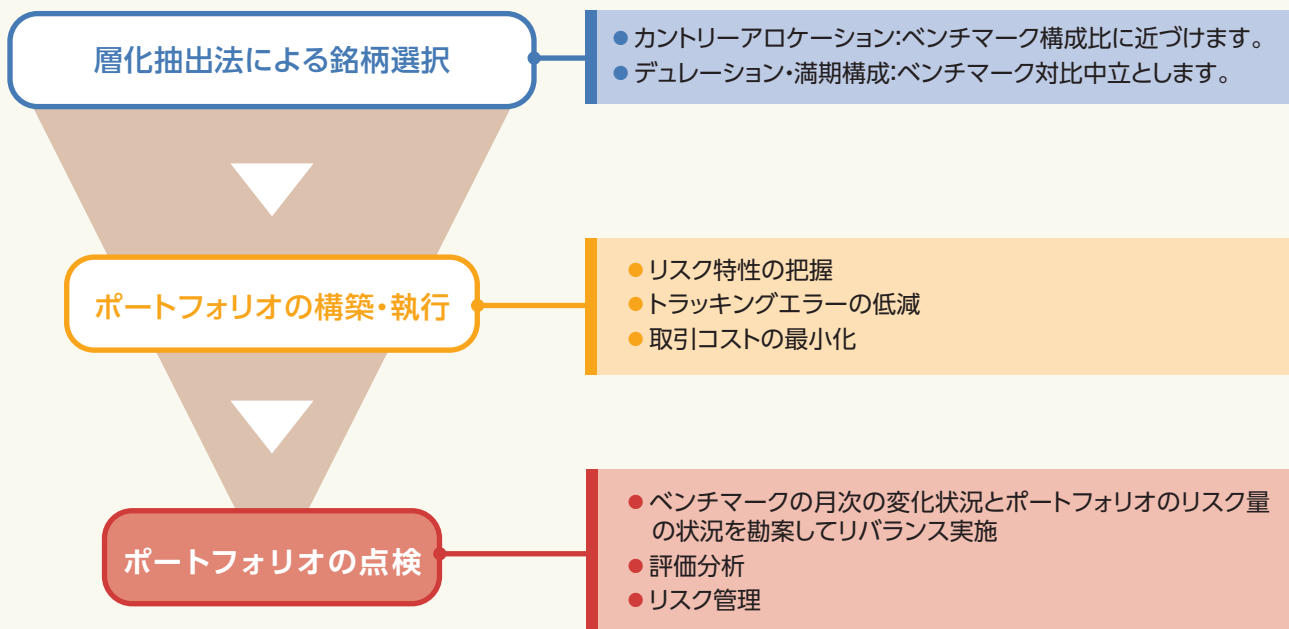 層化抽出法による銘柄選択
●カントリーアロケーション:ベンチマーク構成比に近づけます。
●デュレーション・満期構成:ベンチマーク対比中立とします。
ポートフォリオの構築・執行
●リスク特性の把握
●トラッキングエラーの低減
●取引コストの最小化
ポートフォリオの点検
●ベンチマークの月次の変化状況とポートフォリオのリスク量
の状況を勘案してリバランス実施
●評価分析
●リスク管理